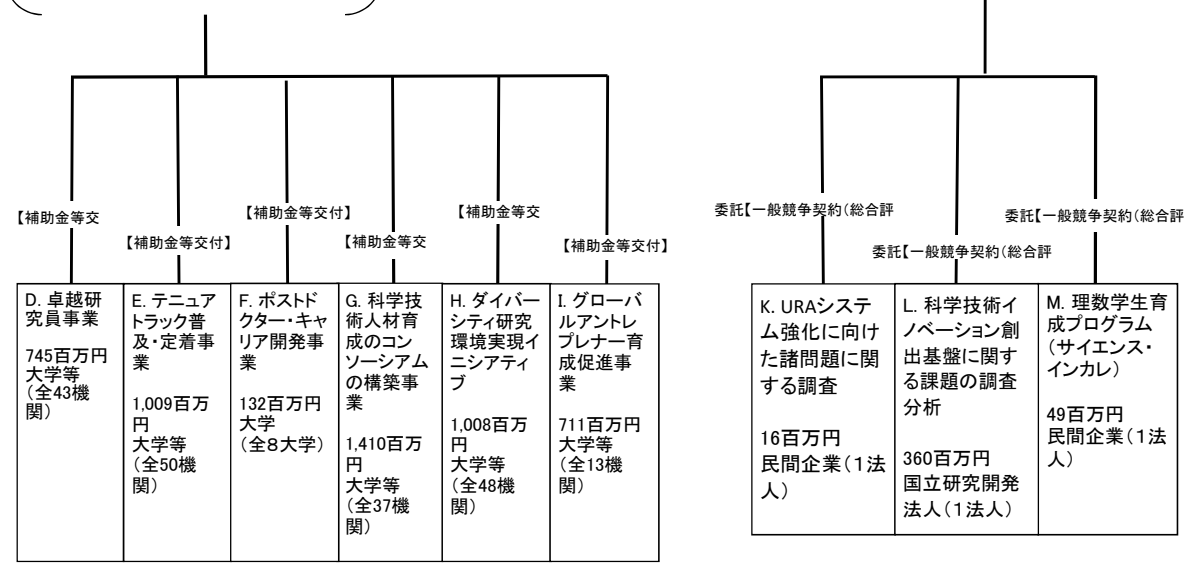 【補助金等交
【補助金等交付】
【補助金等交付】
【補助金等交
【補助金等交
【補助金等交付】
D. 卓越研
究員事業
745百万円
大学等
(全43機
関)
E. テニュア
トラック普
及・定着事
業
1,009百万
円
大学等
(全50機
関)
F. ポストド
クター・キャ
リア開発事
業
132百万円
大学
(全8大学)
G. 科学技
術人材育
成のコン
ソーシアム
の構築事
業
1,410百万
円
大学等
(全37機
関)
H. ダイバー
シティ研究
環境実現イ
ニシアティ
ブ
1,008百万
円
大学等
(全48機
関)
I. グローバ
ルアントレ
プレナー育
成促進事
業
711百万円
大学等
(全13機
関)
委託【一般競争契約(総合評
委託【一般競争契約(総合評
委託【一般競争契約(総合評
K. URAシステ
ム強化に向け
た諸問題に関
する調査
16百万円
民間企業(1法
人)
L. 科学技術イ
ノベーション創
出基盤に関す
る課題の調査
分析
360百万円
国立研究開発
法人(1法人)
M. 理数学生育
成プログラム
(サイエンス・
インカレ)
49百万円
民間企業(1法
人)